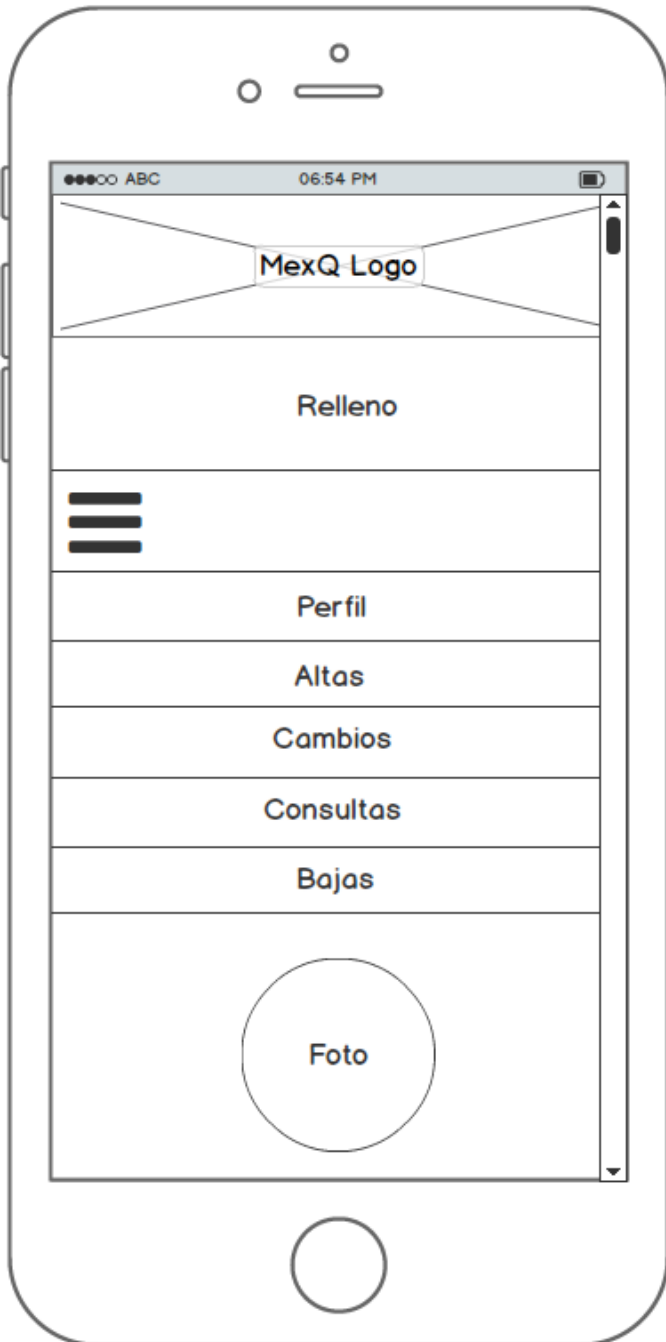 ABC 06:54 PM
MexQ Logo
Relleno
Perfil
Altas
Cambios
Consultas
Bajas
Foto